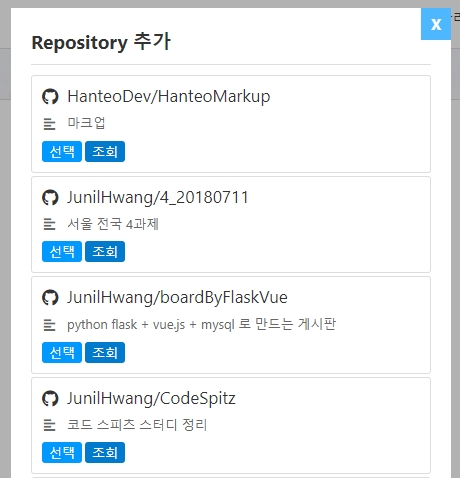 X
Repository 추가
HanteoDev/HanteoMarkup
마크업
선택 조회
JunilHwang/4_20180711
서울 전국 4과제
선택 조회
JunilHwang/boardByFlaskVue
python flask + vue.js + mysql 로 만드는 게시판
선택 조회
JunilHwang/CodeSpitz
코드 스피츠 스터디 정리
선택 조회